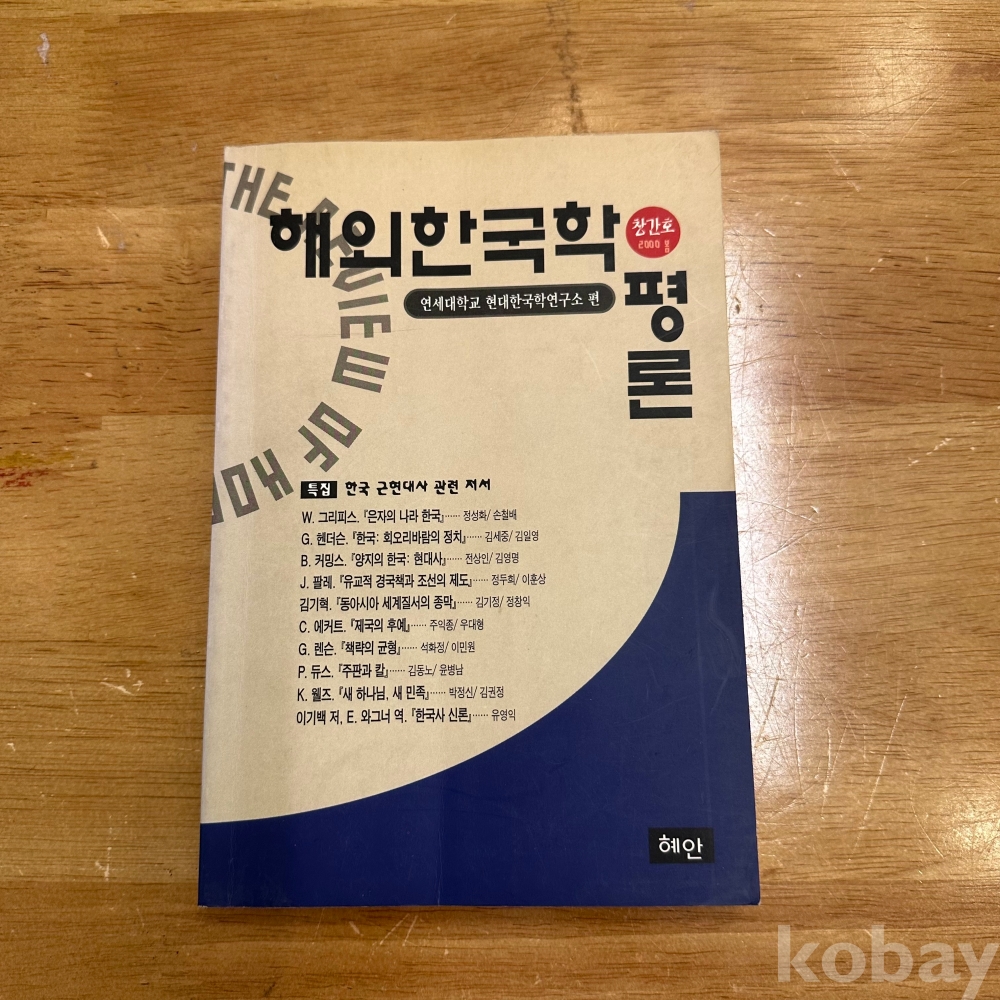 THE REVIEW OF KOR
해외한국학
평론
창간호
2000 봄
연세대학교 현대한국학연구소 편
특집 한국 근현대사 관련 저서
W. 그리피스. 『은자의 나라 한국』······ 정성화/ 손철배
G. 헨더슨. 『한국: 회오리바람의 정치』······ 김세중/ 김일영
B. 커밍스. 『양지의 한국: 현대사』······ 전상인/ 김영명
J. 팔레. 『유교적 경국책과 조선의 제도』······ 정두희/ 이훈상
김기혁. 『동아시아 세계질서의 종막』······ 김기정/ 정창익
C. 에커트. 『제국의 후예』······ 주익종/ 우대형
G. 렌슨. 『책략의 균형』······ 석화정/ 이민원
P. 듀스. 『주판과 칼』······ 김동노/ 윤병남
K. 웰즈. 『새 하나님, 새 민족』······ 박정신/ 김권정
이기백 저, E. 와그너 역. 『한국사 신론』······ 유영익
혜안
kobay